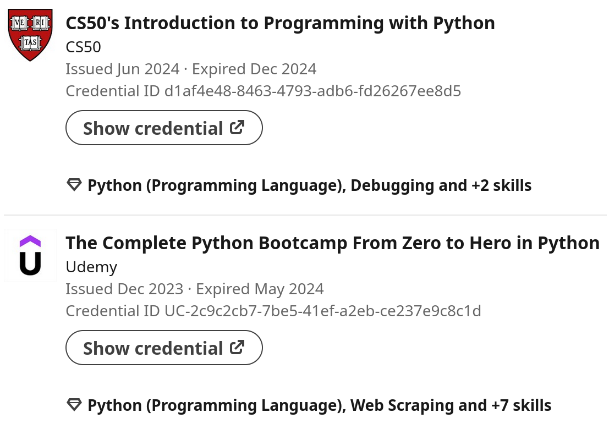 CS50's Introduction to Programming with Python
CS50
Issued Jun 2024 · Expired Dec 2024
Credential ID d1af4e48-8463-4793-adb6-fd26267ee8d5
Show credential
Python (Programming Language), Debugging and +2 skills
The Complete Python Bootcamp From Zero to Hero in Python
Udemy
Issued Dec 2023 · Expired May 2024
Credential ID UC-2c9c2cb7-7be5-41ef-a2eb-ce237e9c8c1d
Show credential
Python (Programming Language), Web Scraping and +7 skills